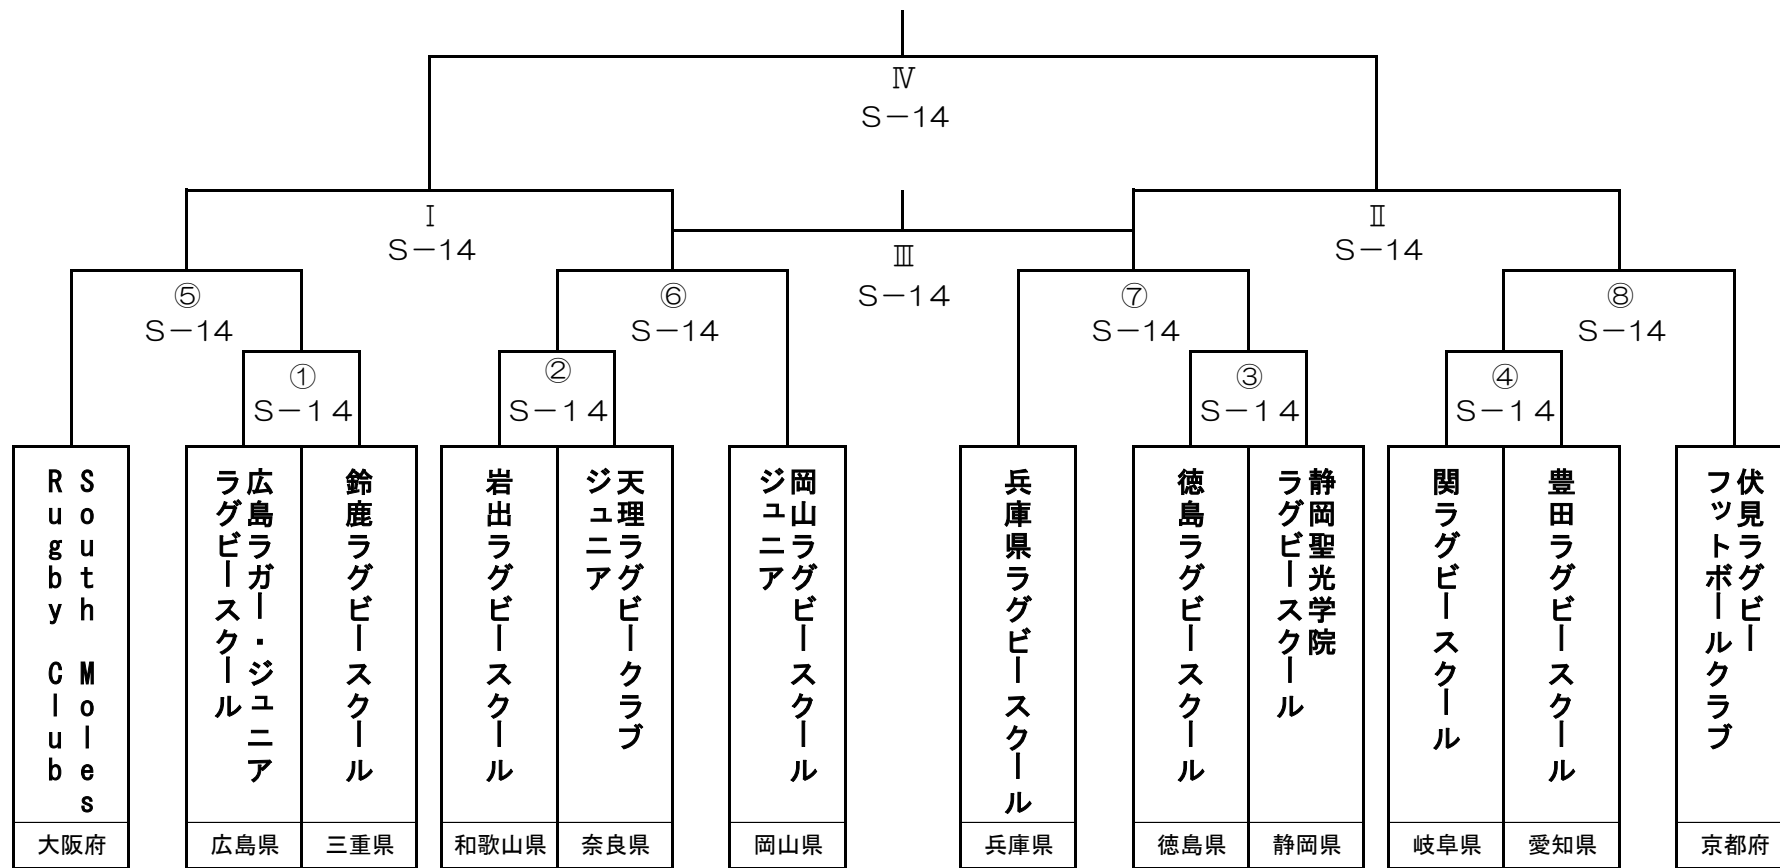 Ⅳ
S－14
Ⅰ
S－14
Ⅱ
S－14
Ⅲ
S－14
⑤
S－14
⑥
S－14
⑦
S－14
⑧
S－14
①
S－１４
②
S－１４
③
S－１４
④
S－１４
South Moles
Rugby Club
広島ラガー・ジュニア
ラグビースクール
鈴鹿ラグビースクール
岩出ラグビースクール
天理ラグビークラブ
ジュニア
岡山ラグビースクール
ジュニア
兵庫県ラグビースクール
徳島ラグビースクール
静岡聖光学院
ラグビースクール
関ラグビースクール
豊田ラグビースクール
伏見ラグビー
フットボールクラブ
大阪府
広島県
三重県
和歌山県
奈良県
岡山県
兵庫県
徳島県
静岡県
岐阜県
愛知県
京都府